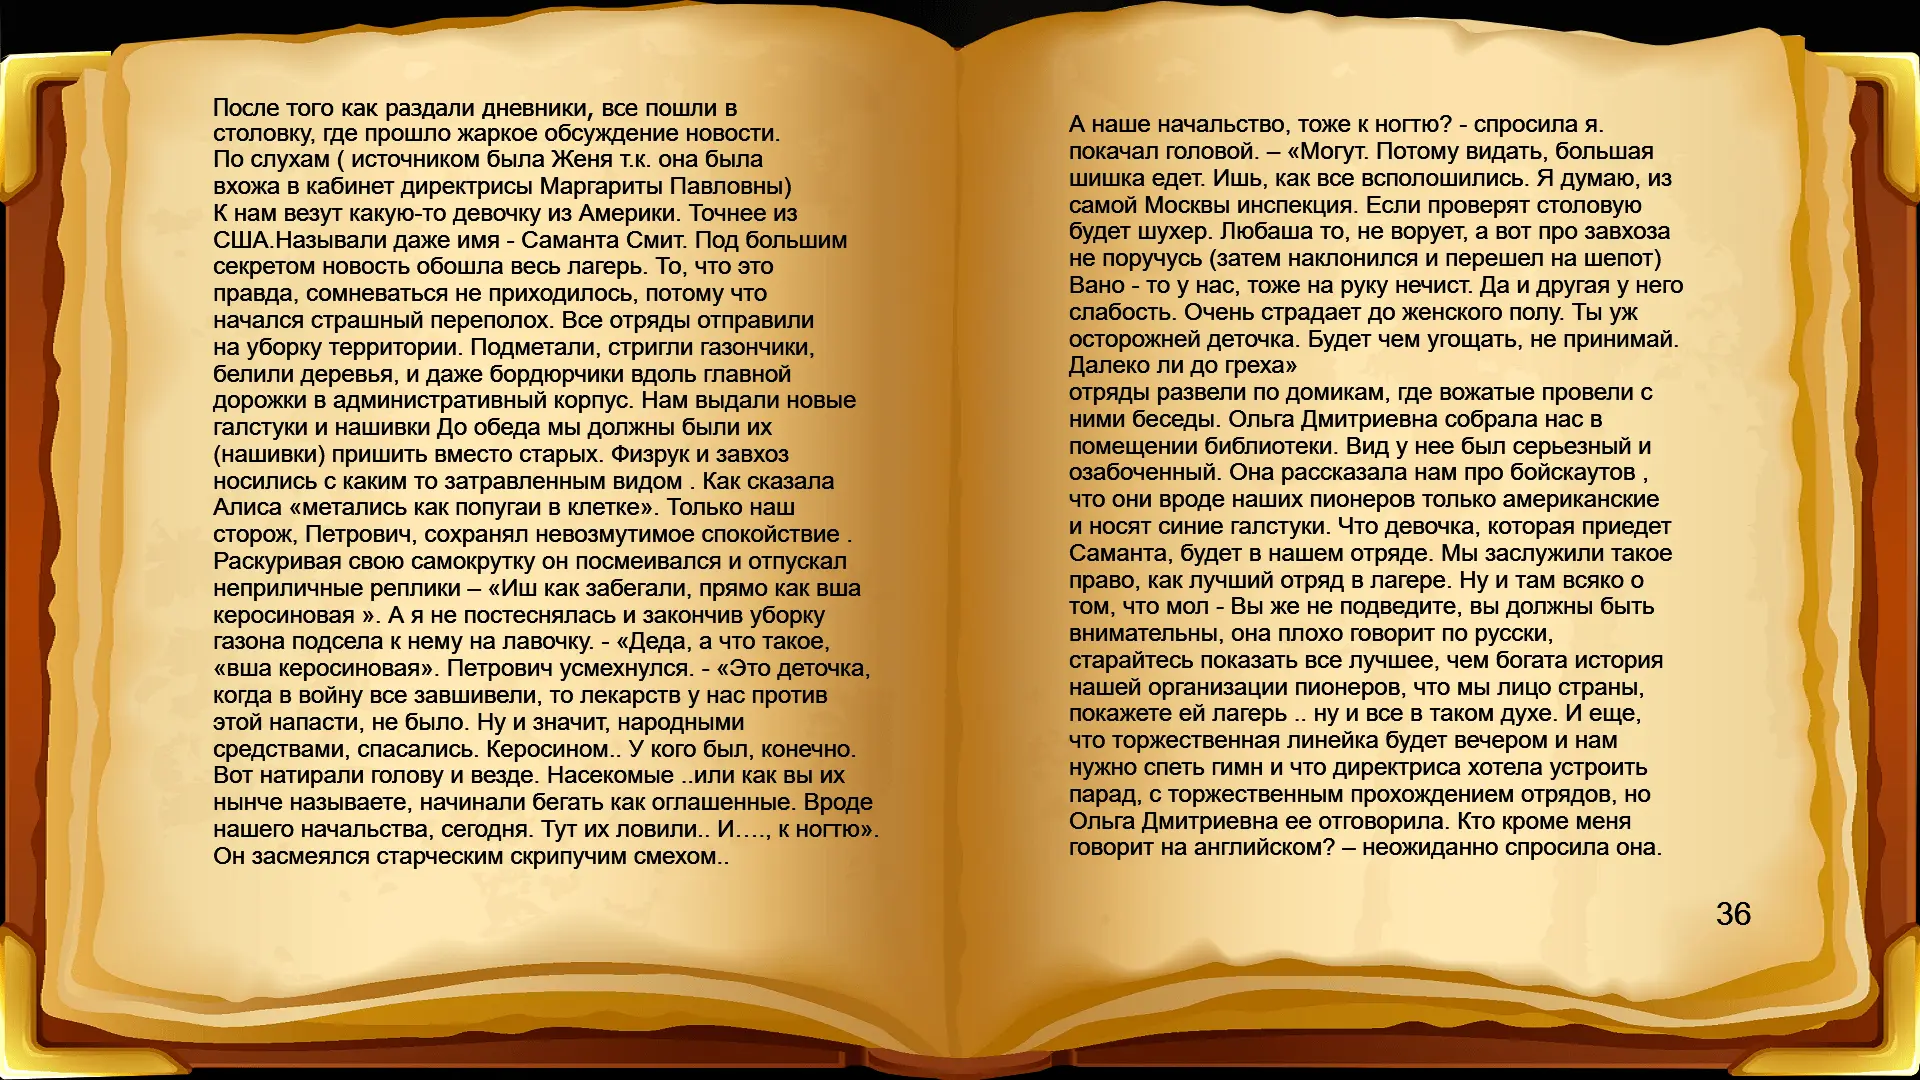 После того как раздали дневники, все пошли в
столовку, где прошло жаркое обсуждение новости.
По слухам ( источником была Женя т.к. она была
вхожа в кабинет директрисы Маргариты Павловны)
К нам везут какую-то девочку из Америки. Точнее из
США.Называли даже имя - Саманта Смит. Под большим
секретом новость обошла весь лагерь. То, что это
правда, сомневаться не приходилось, потому что
начался страшный переполох. Все отряды отправили
на уборку территории. Подметали, стригли газончики,
белили деревья, и даже бордюрчики вдоль главной
дорожки в административный корпус. Нам выдали новые
галстуки и нашивки До обеда мы должны были их
(нашивки) пришить вместо старых. Физрук и завхоз
носились с каким то затравленным видом . Как сказала
Алиса «метались как попугаи в клетке». Только наш
сторож, Петрович, сохранял невозмутимое спокойствие .
Раскуривая свою самокрутку он посмеивался и отпускал
неприличные реплики – «Иш как забегали, прямо как вша
керосиновая ». А я не постеснялась и закончив уборку
газона подсела к нему на лавочку. - «Деда, а что такое,
«вша керосиновая». Петрович усмехнулся. - «Это деточка,
когда в войну все завшивели, то лекарств у нас против
этой напасти, не было. Ну и значит, народными
средствами, спасались. Керосином.. У кого был, конечно.
Вот натирали голову и везде. Насекомые ..или как вы их
нынче называете, начинали бегать как оглашенные. Вроде
нашего начальства, сегодня. Тут их ловили.. И…., к ногтю».
Он засмеялся старческим скрипучим смехом..
А наше начальство, тоже к ногтю? - спросила я.
покачал головой. – «Могут. Потому видать, большая
шишка едет. Ишь, как все всполошились. Я думаю, из
самой Москвы инспекция. Если проверят столовую
будет шухер. Любаша то, не ворует, а вот про завхоза
не поручусь (затем наклонился и перешел на шепот)
Вано - то у нас, тоже на руку нечист. Да и другая у него
слабость. Очень страдает до женского полу. Ты уж
осторожней деточка. Будет чем угощать, не принимай.
Далеко ли до греха»
отряды развели по домикам, где вожатые провели с
ними беседы. Ольга Дмитриевна собрала нас в
помещении библиотеки. Вид у нее был серьезный и
озабоченный. Она рассказала нам про бойскаутов ,
что они вроде наших пионеров только американские
и носят синие галстуки. Что девочка, которая приедет
Саманта, будет в нашем отряде. Мы заслужили такое
право, как лучший отряд в лагере. Ну и там всяко о
том, что мол - Вы же не подведите, вы должны быть
внимательны, она плохо говорит по русски,
старайтесь показать все лучшее, чем богата история
нашей организации пионеров, что мы лицо страны,
покажете ей лагерь .. ну и все в таком духе. И еще,
что торжественная линейка будет вечером и нам
нужно спеть гимн и что директриса хотела устроить
парад, с торжественным прохождением отрядов, но
Ольга Дмитриевна ее отговорила. Кто кроме меня
говорит на английском? – неожиданно спросила она.
36